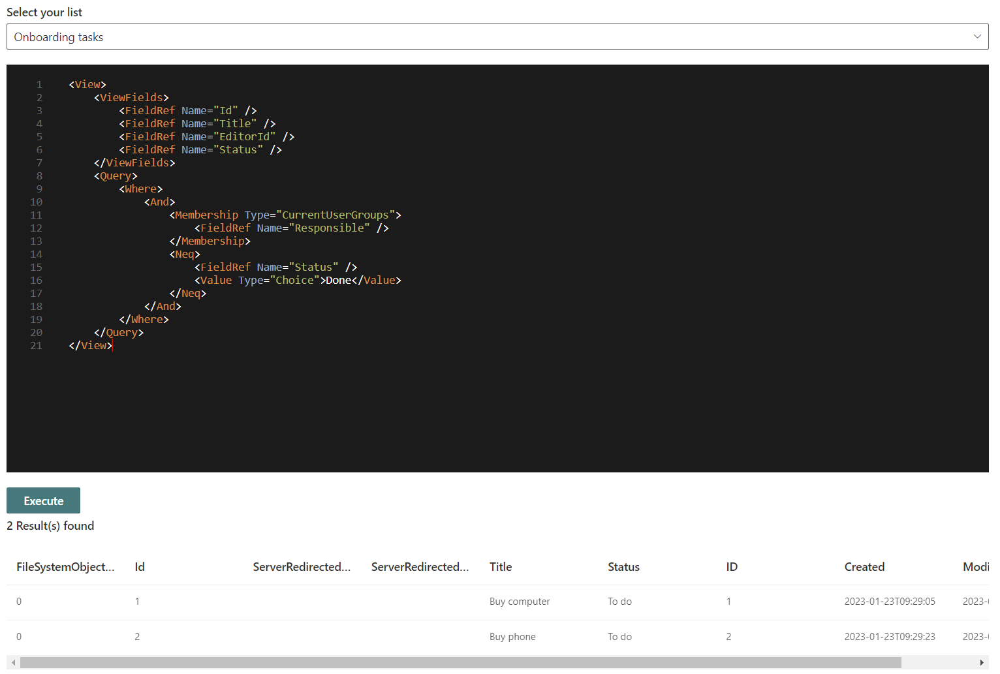 Select your list
Onboarding tasks
1 <View>
2 <ViewFields>
3 <FieldRef Name="Id" />
4 <FieldRef Name="Title" />
5 <FieldRef Name="EditorId" />
6 <FieldRef Name="Status" />
7 </ViewFields>
8 <Query>
9 <Where>
10 <And>
11 <Membership Type="CurrentUserGroups">
12 <FieldRef Name="Responsible" />
13 </Membership>
14 <Neq>
15 <FieldRef Name="Status" />
16 <Value Type="Choice">Done</Value>
17 </Neq>
18 </And>
19 </Where>
20 </Query>
21 </View>
Execute
2 Result(s) found
FileSystemObject... Id ServerRedirected... ServerRedirected... Title Status ID Created Modi
0 1 Buy computer To do 1 2023-01-23T09:29:05 2023-
0 2 Buy phone To do 2 2023-01-23T09:29:23 2023-